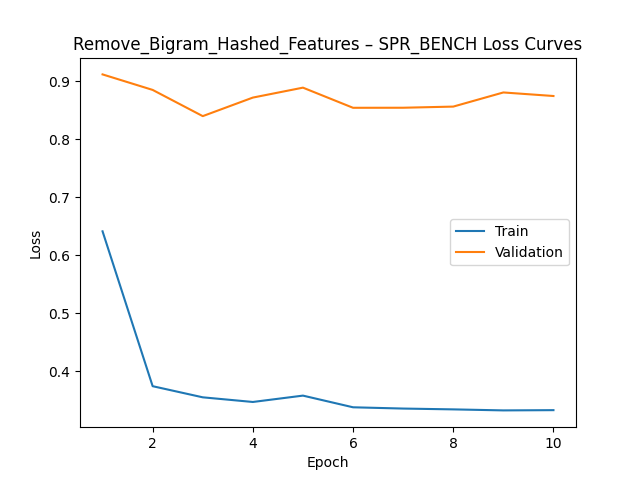 Remove_Bigram_Hashed_Features – SPR_BENCH Loss Curves
0.9
0.8
0.7
0.6
0.5
0.4
Loss
Train
Validation
2
4
6
8
10
Epoch